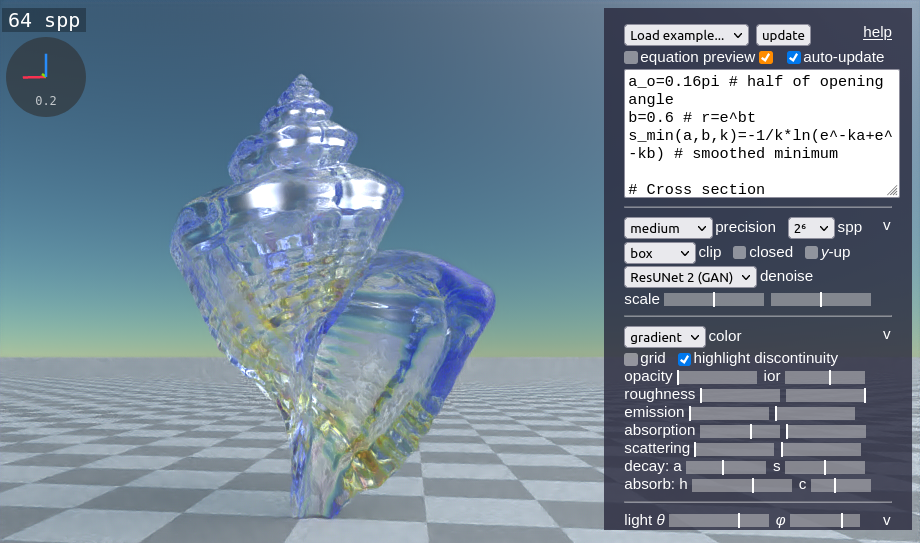 64 spp
0.2
Load example...
update
help
equation preview
auto-update
a_o=0.16pi # half of opening
angle
b=0.6 # r=e^bt
s_min(a,b,k)=-1/k*ln(e^-ka+e^
-kb) # smoothed minimum
# Cross section
medium precision 2⁶ spp v
box clip closed y-up
ResUNet 2 (GAN) denoise
scale
gradient color v
grid highlight discontinuity
opacity ior
roughness
emission
absorption
scattering
decay: a s
absorb: h c
light θ φ v